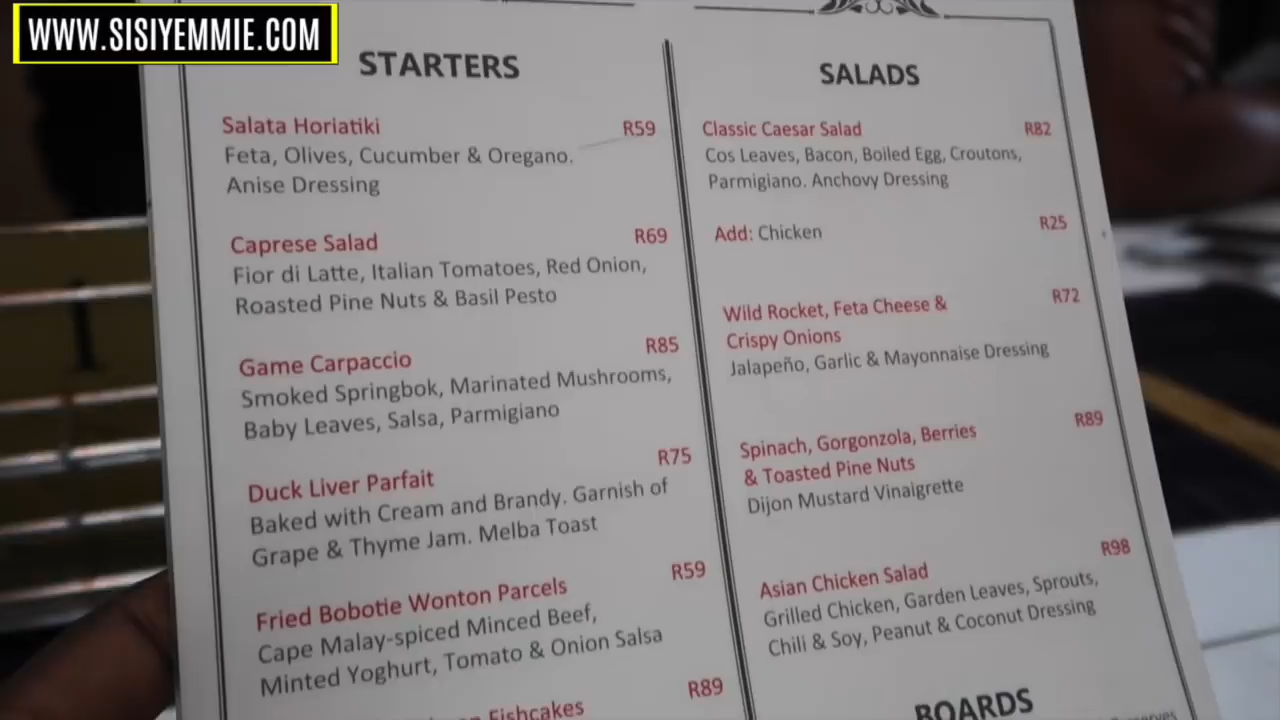 WWW.SISIYEMMIE.COM
STARTERS
Salata Horiatiki R59
Feta, Olives, Cucumber & Oregano.
Anise Dressing
Caprese Salad R69
Fior di Latte, Italian Tomatoes, Red Onion,
Roasted Pine Nuts & Basil Pesto
Game Carpaccio R85
Smoked Springbok, Marinated Mushrooms,
Baby Leaves, Salsa, Parmigiano
Duck Liver Parfait R75
Baked with Cream and Brandy. Garnish of
Grape & Thyme Jam. Melba Toast
Fried Bobotie Wonton Parcels R59
Cape Malay-spiced Minced Beef,
Minted Yoghurt, Tomato & Onion Salsa
Fishcakes R89
SALADS
Classic Caesar Salad R82
Cos Leaves, Bacon, Boiled Egg, Croutons,
Parmigiano. Anchovy Dressing
Add: Chicken R25
Wild Rocket, Feta Cheese & R72
Crispy Onions
Jalapeño, Garlic & Mayonnaise Dressing
Spinach, Gorgonzola, Berries R89
& Toasted Pine Nuts
Dijon Mustard Vinaigrette
Asian Chicken Salad R98
Grilled Chicken, Garden Leaves, Sprouts,
Chili & Soy, Peanut & Coconut Dressing
BOARDS